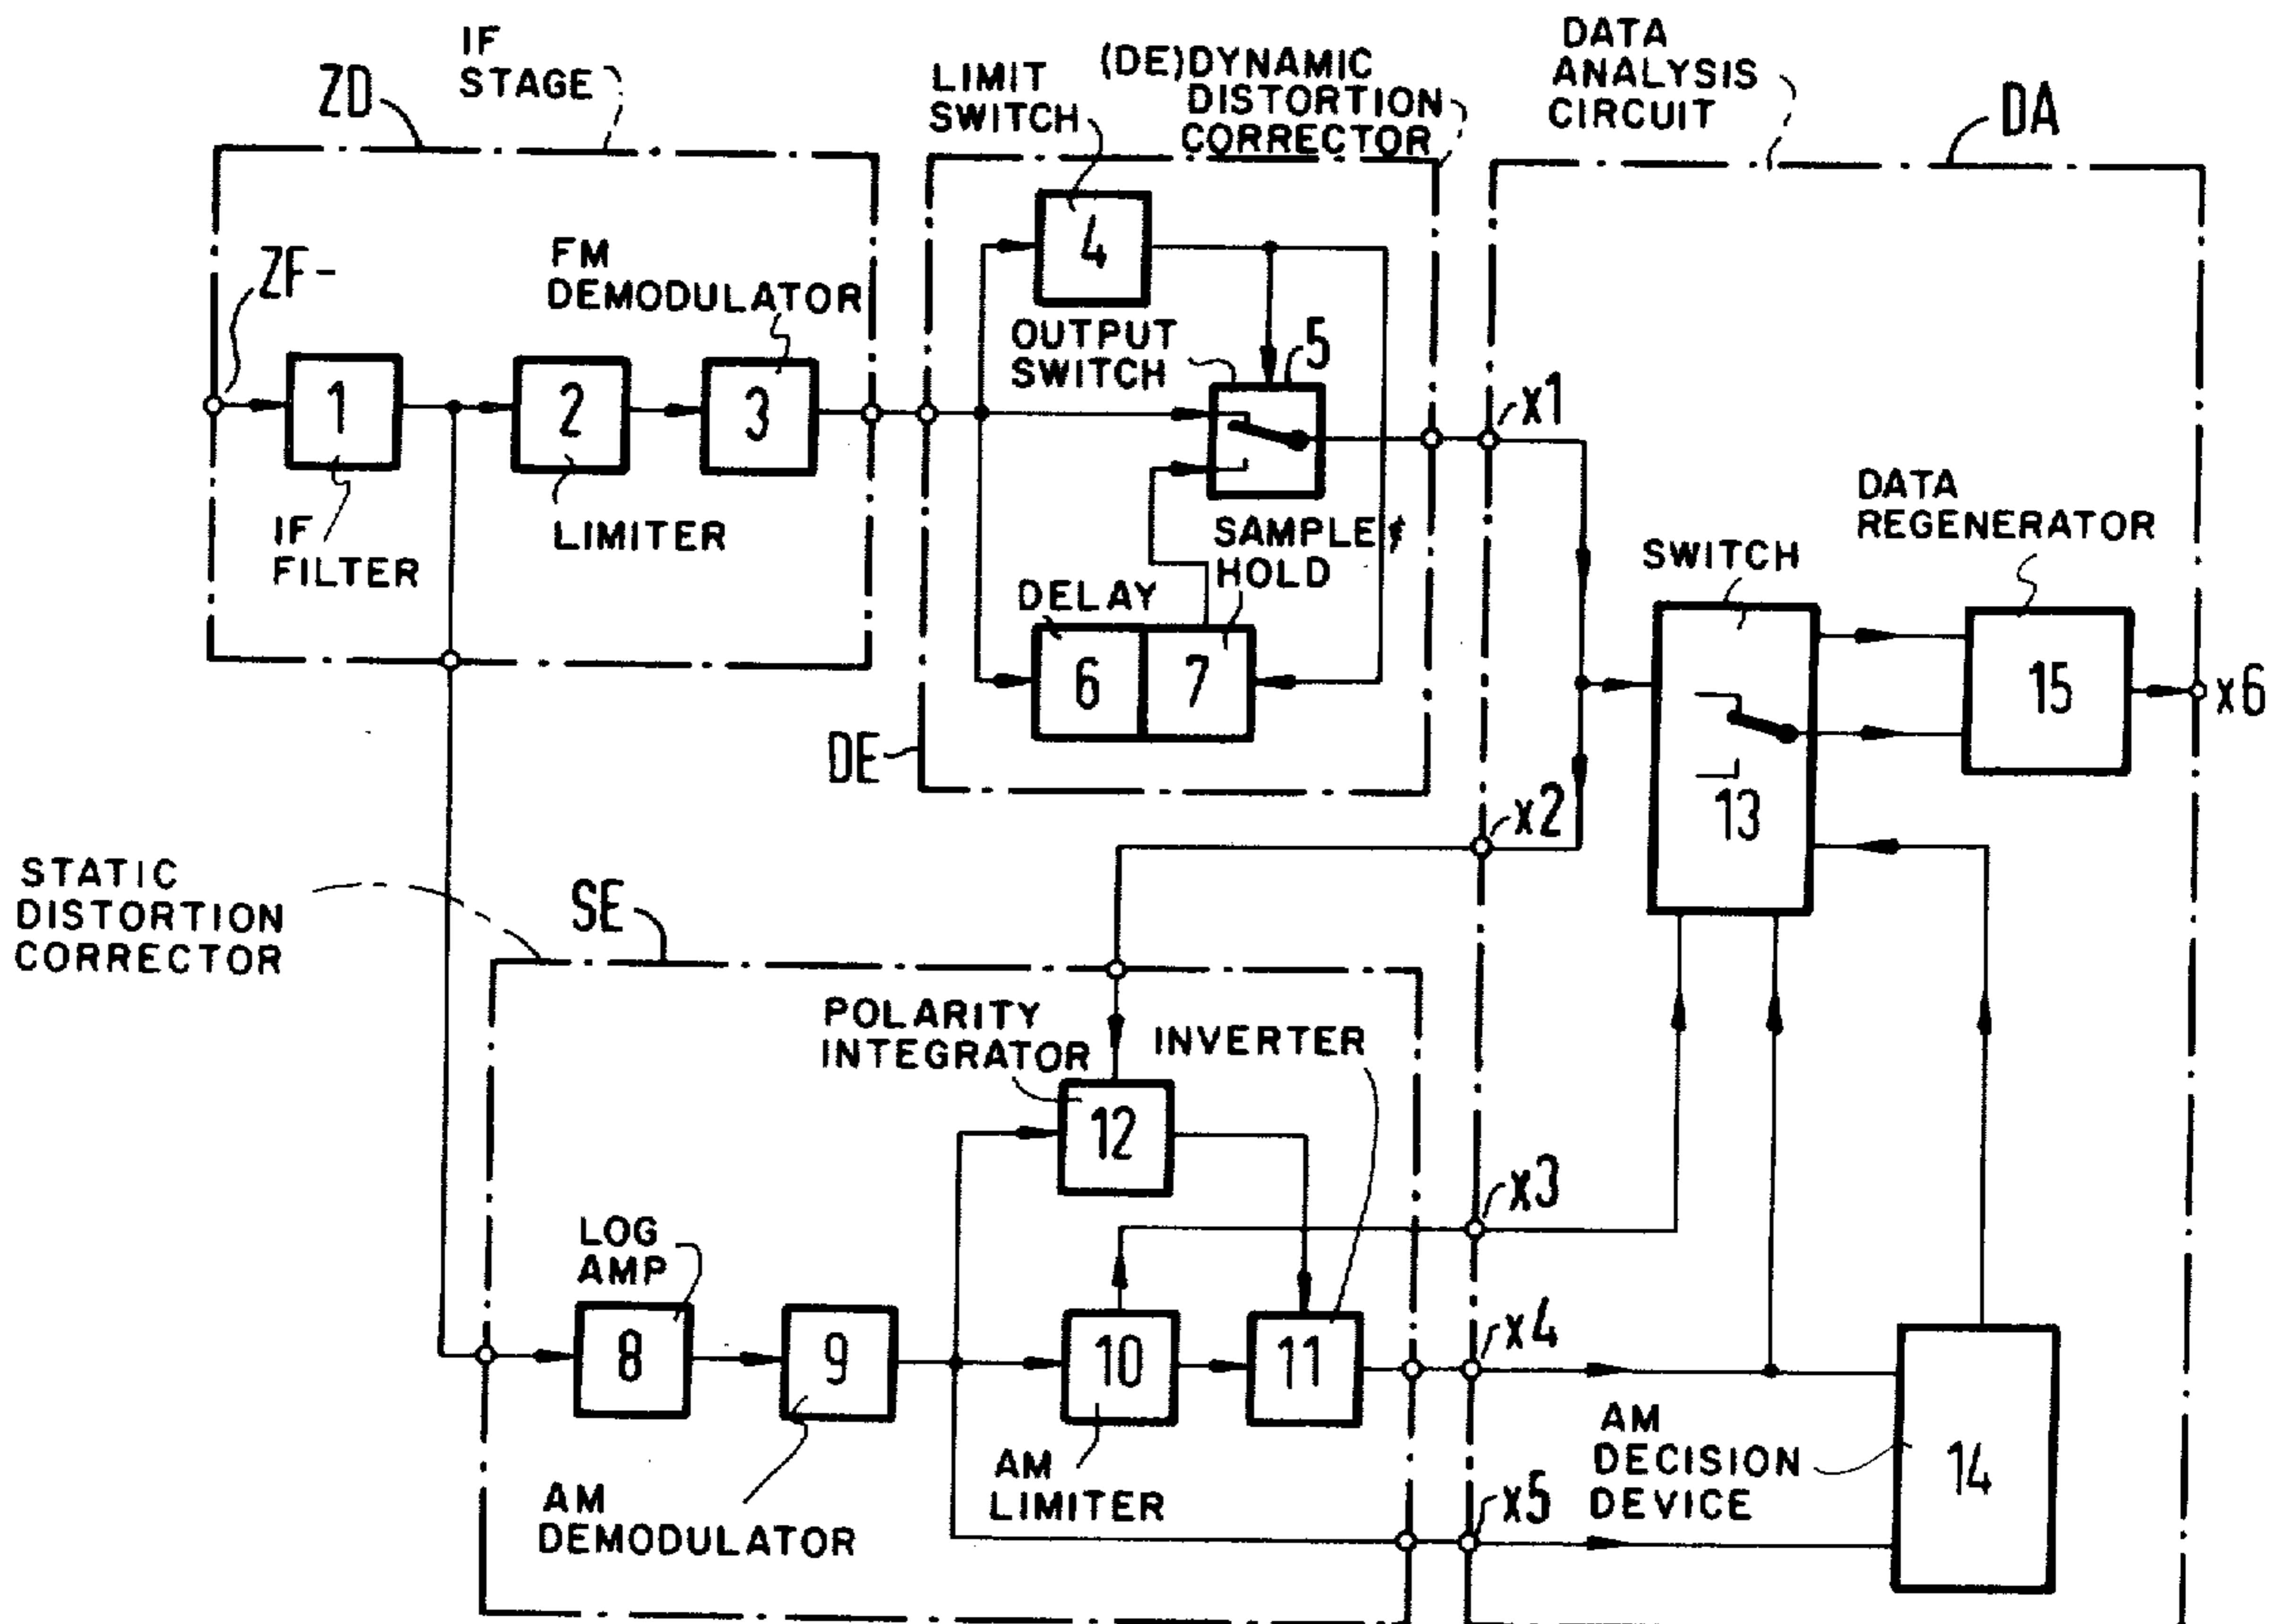 IF
STAGE
ZD
LIMIT
SWITCH
(DE)DYNAMIC
DISTORTION
CORRECTOR
DATA
ANALYSIS
CIRCUIT
DA
ZF-
FM
DEMODULATOR
4
OUTPUT
SWITCH
5
x1
1
2
3
IF
FILTER
LIMITER
SAMPLE &
HOLD
DELAY
6
7
DE
DATA
REGENERATOR
SWITCH
13
15
x6
x2
STATIC
DISTORTION
CORRECTOR
SE
POLARITY
INTEGRATOR
INVERTER
12
x3
LOG
AMP
8
9
10
11
x4
AM
DEMODULATOR
AM
LIMITER
x5
AM
DECISION
DEVICE
14